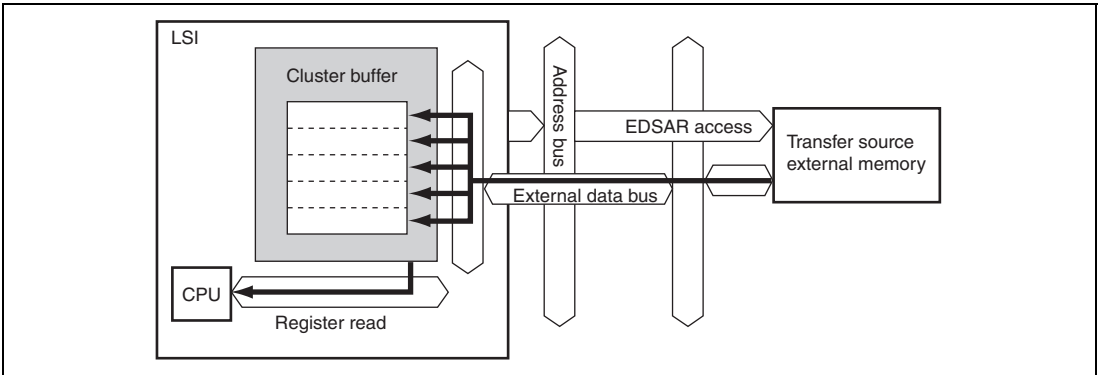 LSI
Cluster buffer
Address bus
EDSAR access
Transfer source
external memory
External data bus
CPU
Register read